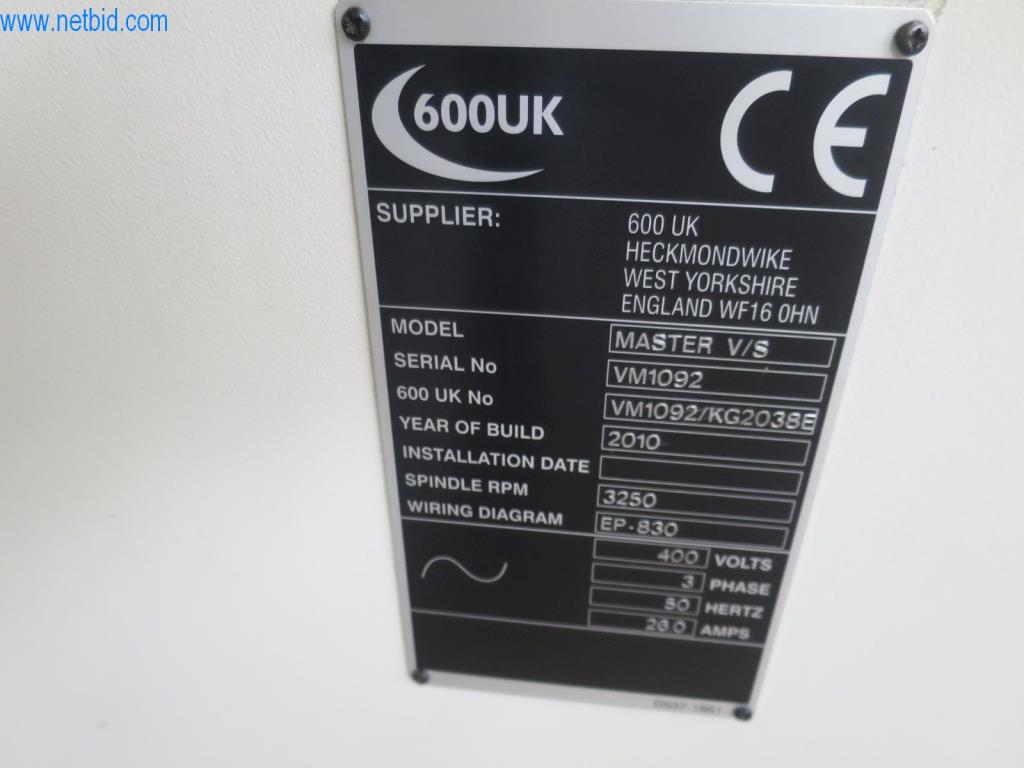 www.netbid.com
600UK
CE
SUPPLIER:
600 UK
HECKMONDWIKE
WEST YORKSHIRE
ENGLAND WF16 0HN
MODEL MASTER V/S
SERIAL No VM1092
600 UK No VM1092/KG2038E
YEAR OF BUILD 2010
INSTALLATION DATE
SPINDLE RPM 3250
WIRING DIAGRAM EP-830
400 VOLTS
3 PHASE
50 HERTZ
26.0 AMPS